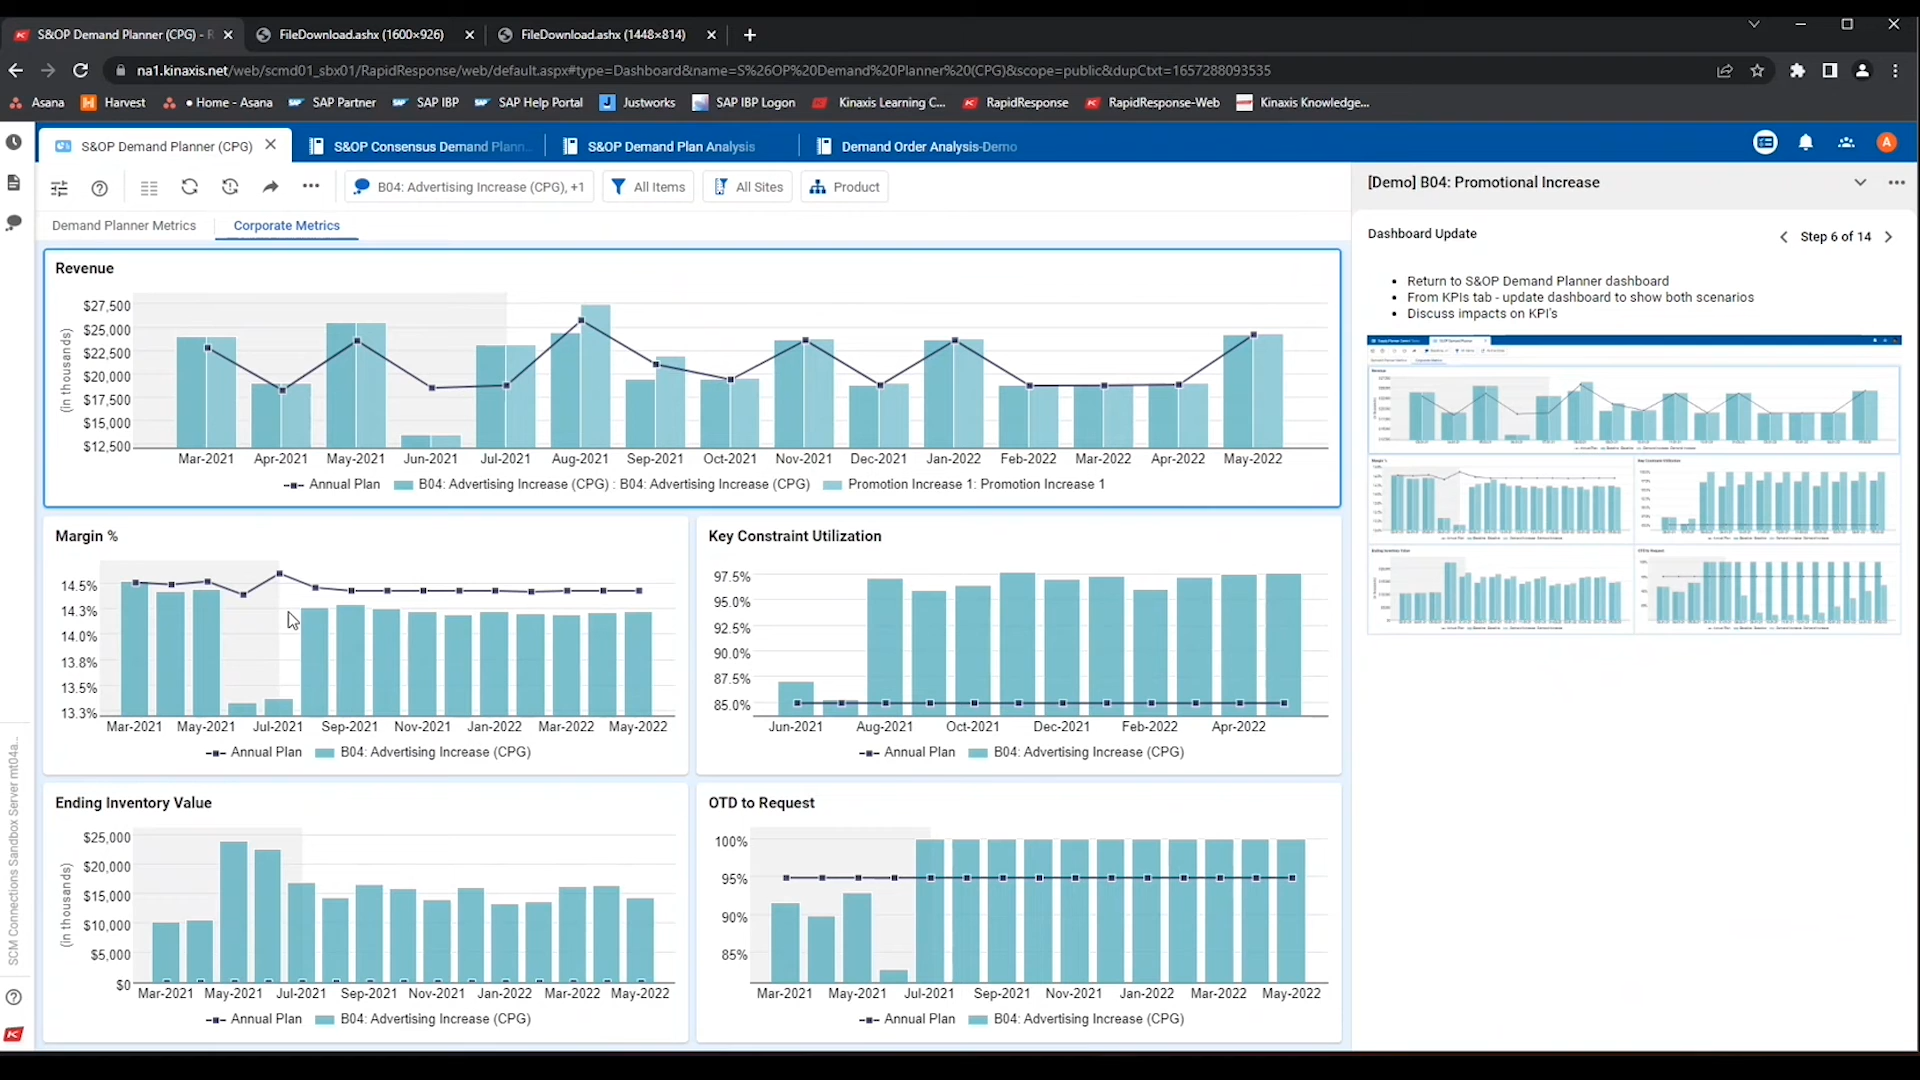 S&OP Demand Planner (CPG) - R
FileDownload.ashx (1600×926)
FileDownload.ashx (1448×814)
na1.kinaxis.net/web/scmd01_sbx01/RapidResponse/web/default.aspx#type=Dashboard&name=S%26OP%20Demand%20Planner%20(CPG)&scope=public&dupCtxt=1657288093535
Asana Harvest • Home - Asana SAP Partner SAP IBP SAP Help Portal Justworks SAP IBP Logon Kinaxis Learning C... RapidResponse RapidResponse-Web Kinaxis Knowledge...
S&OP Demand Planner (CPG) S&OP Consensus Demand Plann... S&OP Demand Plan Analysis Demand Order Analysis-Demo A
B04: Advertising Increase (CPG), +1 All Items All Sites Product
Demand Planner Metrics Corporate Metrics
Revenue
(in thousands)
$27,500
$25,000
$22,500
$20,000
$17,500
$15,000
$12,500
Mar-2021 Apr-2021 May-2021 Jun-2021 Jul-2021 Aug-2021 Sep-2021 Oct-2021 Nov-2021 Dec-2021 Jan-2022 Feb-2022 Mar-2022 Apr-2022 May-2022
Annual Plan B04: Advertising Increase (CPG) : B04: Advertising Increase (CPG) Promotion Increase 1: Promotion Increase 1
Margin %
14.5%
14.3%
14.0%
13.8%
13.5%
13.3%
Mar-2021 May-2021 Jul-2021 Sep-2021 Nov-2021 Jan-2022 Mar-2022 May-2022
Annual Plan B04: Advertising Increase (CPG)
Key Constraint Utilization
97.5%
95.0%
92.5%
90.0%
87.5%
85.0%
Jun-2021 Aug-2021 Oct-2021 Dec-2021 Feb-2022 Apr-2022
Annual Plan B04: Advertising Increase (CPG)
Ending Inventory Value
(in thousands)
$25,000
$20,000
$15,000
$10,000
$5,000
$0
Mar-2021 May-2021 Jul-2021 Sep-2021 Nov-2021 Jan-2022 Mar-2022 May-2022
Annual Plan B04: Advertising Increase (CPG)
OTD to Request
100%
95%
90%
85%
Mar-2021 May-2021 Jul-2021 Sep-2021 Nov-2021 Jan-2022 Mar-2022 May-2022
Annual Plan B04: Advertising Increase (CPG)
SCM Connections Sandbox Server mt04a...
[Demo] B04: Promotional Increase
Dashboard Update
Step 6 of 14
• Return to S&OP Demand Planner dashboard
• From KPIs tab - update dashboard to show both scenarios
• Discuss impacts on KPI's